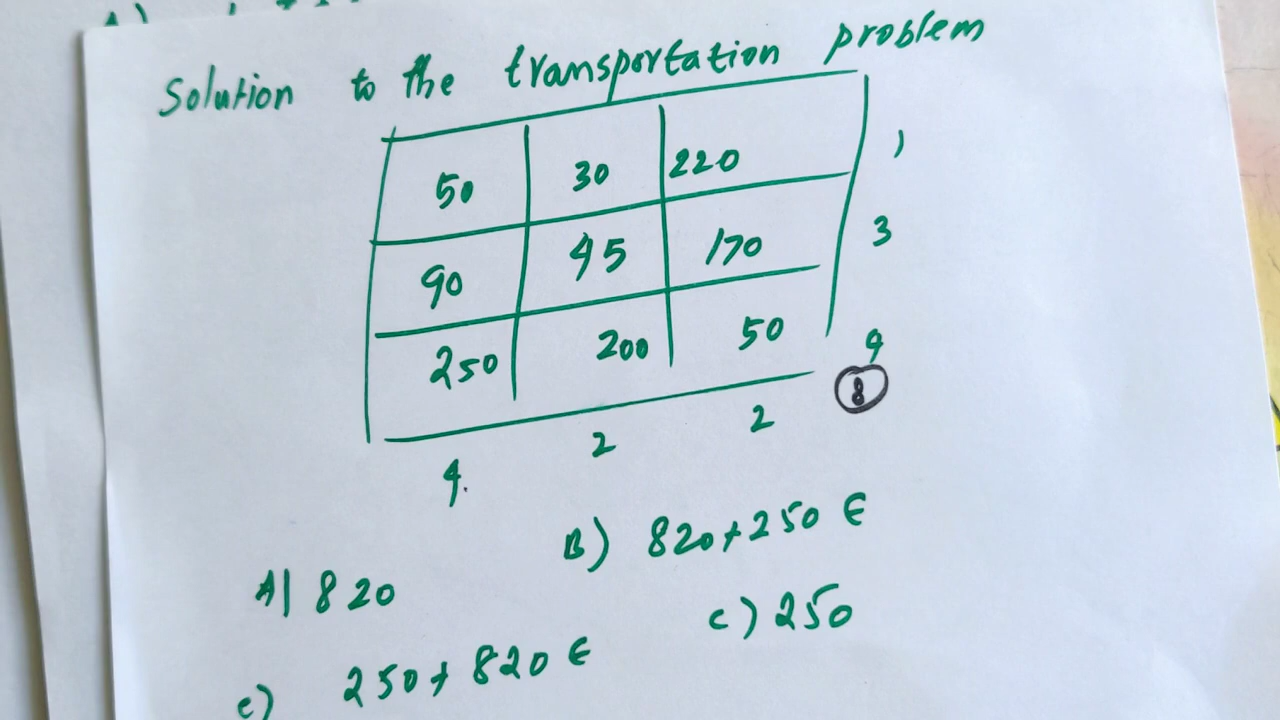 Solution to the transportation problem
50 30 220 1
90 45 170 3
250 200 50 4
8
4. 2 2
B) 820+250 €
A) 820
c) 250
e) 250+ 820 €